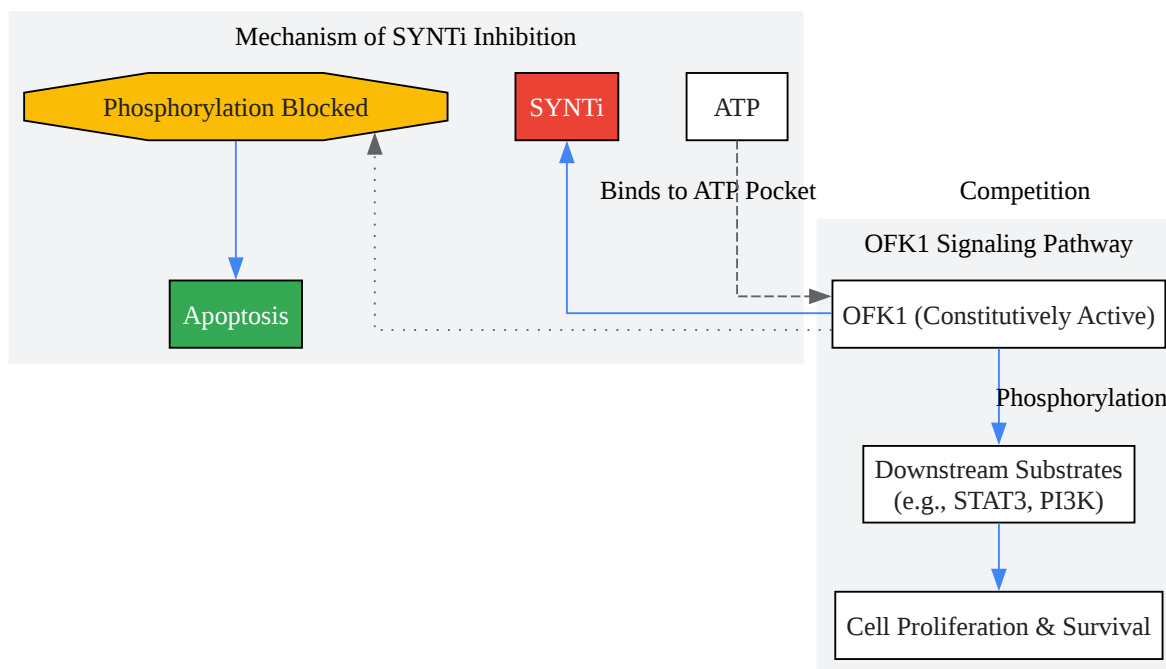 Mechanism of SYNTi Inhibition
Phosphorylation Blocked
SYNTi
ATP
Binds to ATP Pocket
Competition
OFK1 Signaling Pathway
Apoptosis
OFK1 (Constitutively Active)
Phosphorylation
Downstream Substrates
(e.g., STAT3, PI3K)
Cell Proliferation & Survival